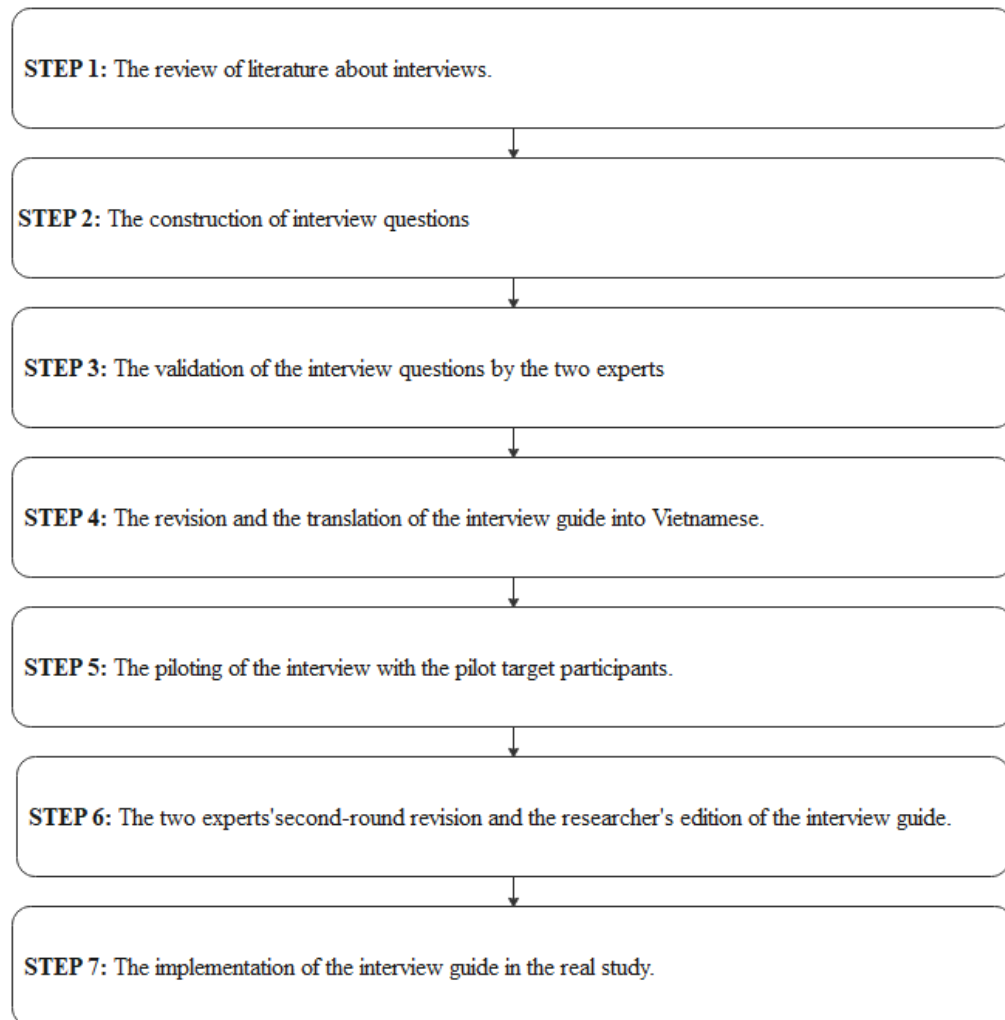 STEP 1: The review of literature about interviews.
STEP 2: The construction of interview questions
STEP 3: The validation of the interview questions by the two experts
STEP 4: The revision and the translation of the interview guide into Vietnamese.
STEP 5: The piloting of the interview with the pilot target participants.
STEP 6: The two experts'second-round revision and the researcher's edition of the interview guide.
STEP 7: The implementation of the interview guide in the real study.